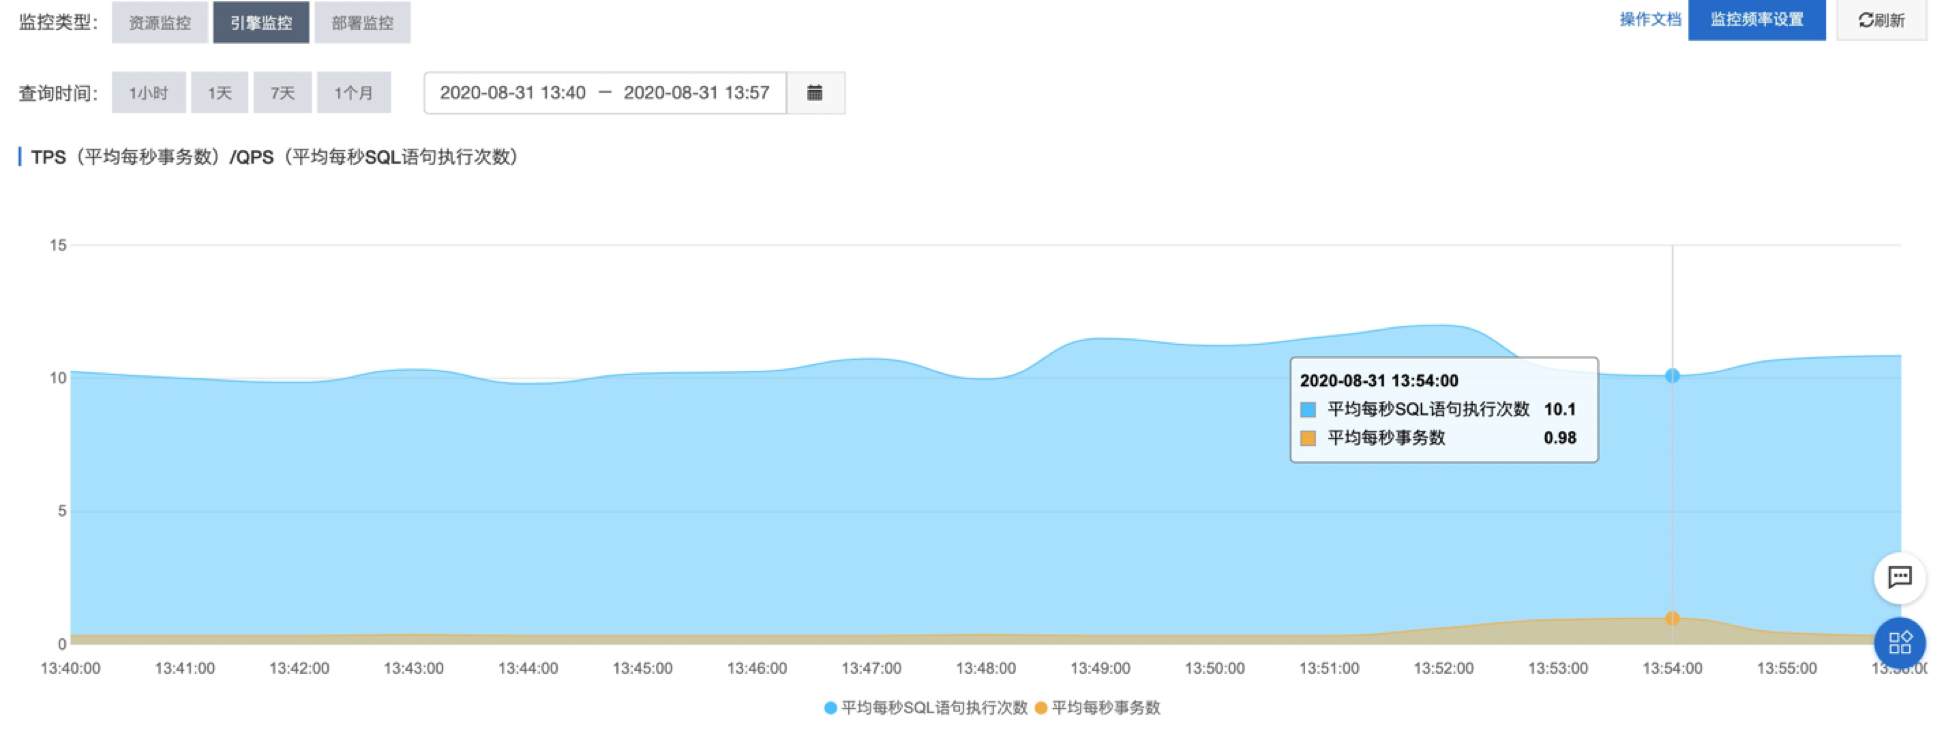 监控类型： 资源监控 引擎监控 部署监控 操作文档 监控频率设置 刷新
查询时间： 1小时 1天 7天 1个月 2020-08-31 13:40 － 2020-08-31 13:57
TPS（平均每秒事务数）/QPS（平均每秒SQL语句执行次数）
15
10
5
0
2020-08-31 13:54:00
平均每秒SQL语句执行次数 10.1
平均每秒事务数 0.98
13:40:00 13:41:00 13:42:00 13:43:00 13:44:00 13:45:00 13:46:00 13:47:00 13:48:00 13:49:00 13:50:00 13:51:00 13:52:00 13:53:00 13:54:00 13:55:00
平均每秒SQL语句执行次数 平均每秒事务数